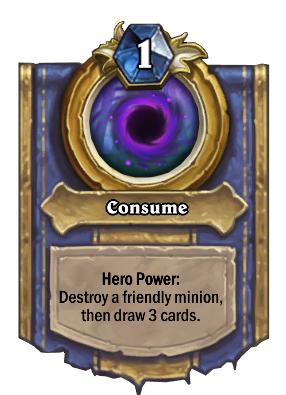 1
Consume
Hero Power:
Destroy a friendly minion,
then draw 3 cards.